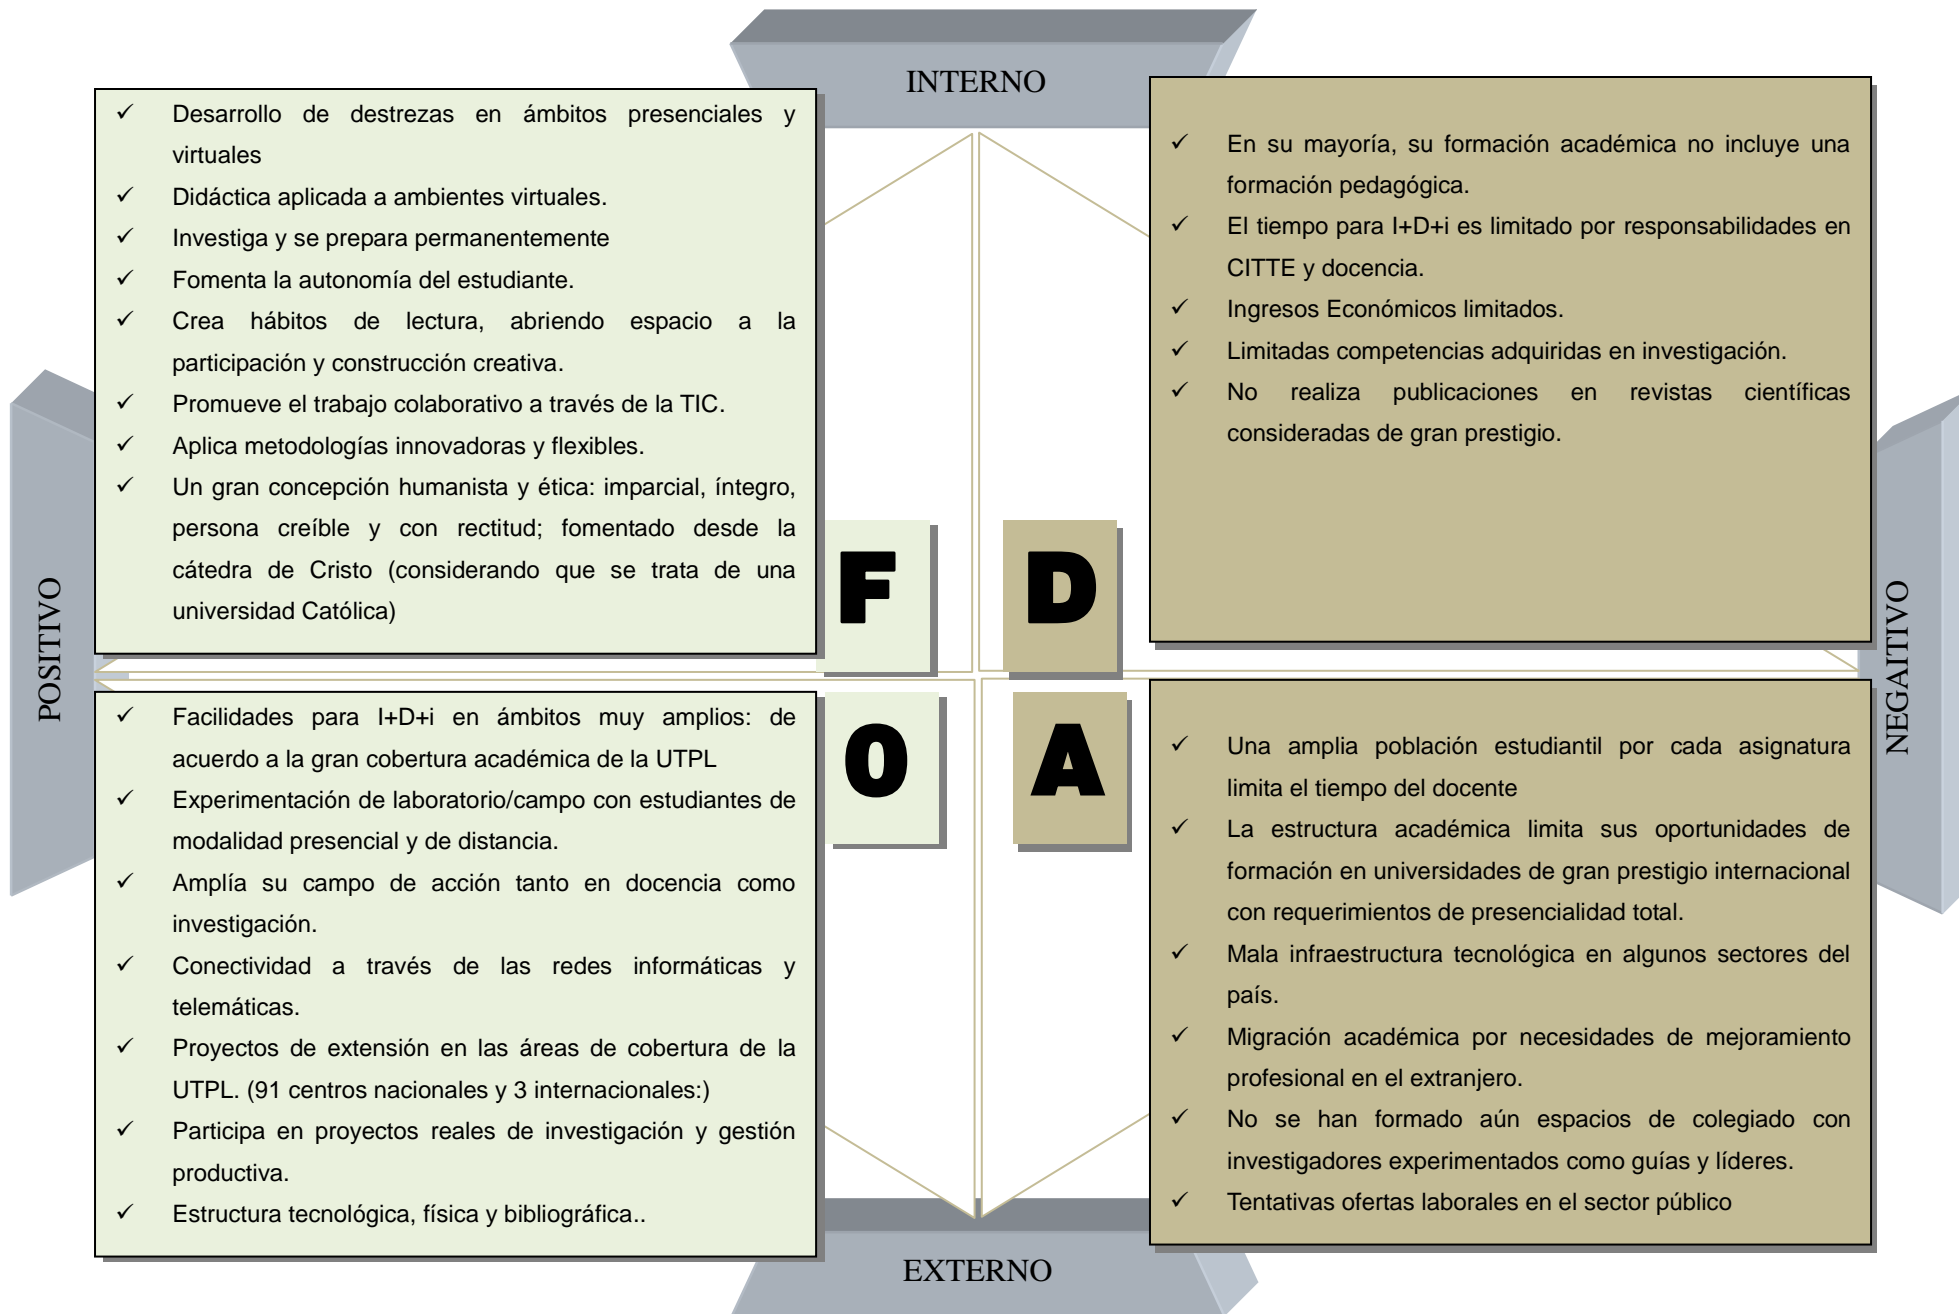 INTERNO
✓ Desarrollo de destrezas en ámbitos presenciales y
virtuales
✓ Didáctica aplicada a ambientes virtuales.
✓ Investiga y se prepara permanentemente
✓ Fomenta la autonomía del estudiante.
✓ Crea hábitos de lectura, abriendo espacio a la
participación y construcción creativa.
✓ Promueve el trabajo colaborativo a través de la TIC.
✓ Aplica metodologías innovadoras y flexibles.
✓ Un gran concepción humanista y ética: imparcial, íntegro,
persona creíble y con rectitud; fomentado desde la
cátedra de Cristo (considerando que se trata de una
universidad Católica)
F
✓ En su mayoría, su formación académica no incluye una
formación pedagógica.
✓ El tiempo para I+D+i es limitado por responsabilidades en
CITTE y docencia.
✓ Ingresos Económicos limitados.
✓ Limitadas competencias adquiridas en investigación.
✓ No realiza publicaciones en revistas científicas
consideradas de gran prestigio.
D
POSITIVO
NEGAITIVO
✓ Facilidades para I+D+i en ámbitos muy amplios: de
acuerdo a la gran cobertura académica de la UTPL
✓ Experimentación de laboratorio/campo con estudiantes de
modalidad presencial y de distancia.
✓ Amplía su campo de acción tanto en docencia como
investigación.
✓ Conectividad a través de las redes informáticas y
telemáticas.
✓ Proyectos de extensión en las áreas de cobertura de la
UTPL. (91 centros nacionales y 3 internacionales:)
✓ Participa en proyectos reales de investigación y gestión
productiva.
✓ Estructura tecnológica, física y bibliográfica..
O
✓ Una amplia población estudiantil por cada asignatura
limita el tiempo del docente
✓ La estructura académica limita sus oportunidades de
formación en universidades de gran prestigio internacional
con requerimientos de presencialidad total.
✓ Mala infraestructura tecnológica en algunos sectores del
país.
✓ Migración académica por necesidades de mejoramiento
profesional en el extranjero.
✓ No se han formado aún espacios de colegiado con
investigadores experimentados como guías y líderes.
✓ Tentativas ofertas laborales en el sector público
A
EXTERNO